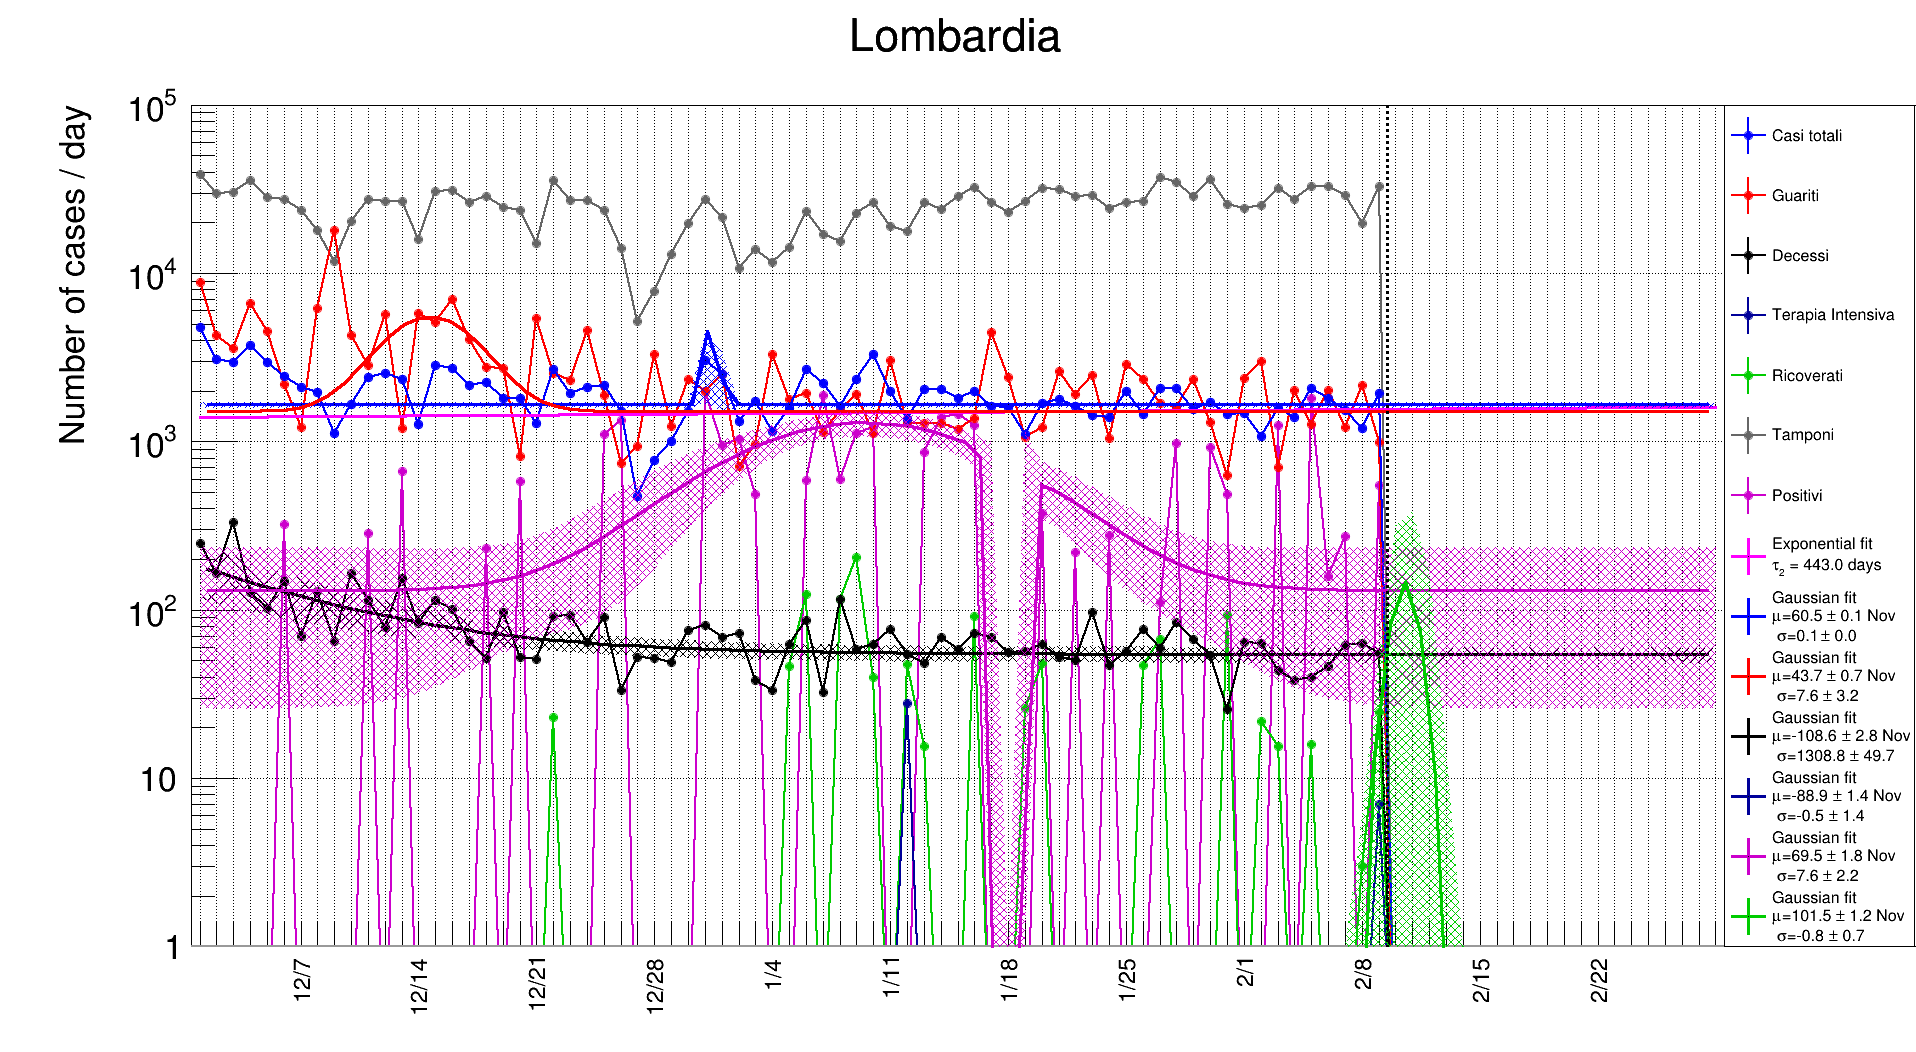 Lombardia
Number of cases / day
10^5
10^4
10^3
10^2
10
1
12/7
12/14
12/21
12/28
1/4
1/11
1/18
1/25
2/1
2/8
2/15
2/22
Casi totali
Guariti
Decessi
Terapia Intensiva
Ricoverati
Tamponi
Positivi
Exponential fit
τ₂ = 443.0 days
Gaussian fit
μ=60.5 ± 0.1 Nov
σ=0.1 ± 0.0
Gaussian fit
μ=43.7 ± 0.7 Nov
σ=7.6 ± 3.2
Gaussian fit
μ=-108.6 ± 2.8 Nov
σ=1308.8 ± 49.7
Gaussian fit
μ=-88.9 ± 1.4 Nov
σ=-0.5 ± 1.4
Gaussian fit
μ=69.5 ± 1.8 Nov
σ=7.6 ± 2.2
Gaussian fit
μ=101.5 ± 1.2 Nov
σ=-0.8 ± 0.7